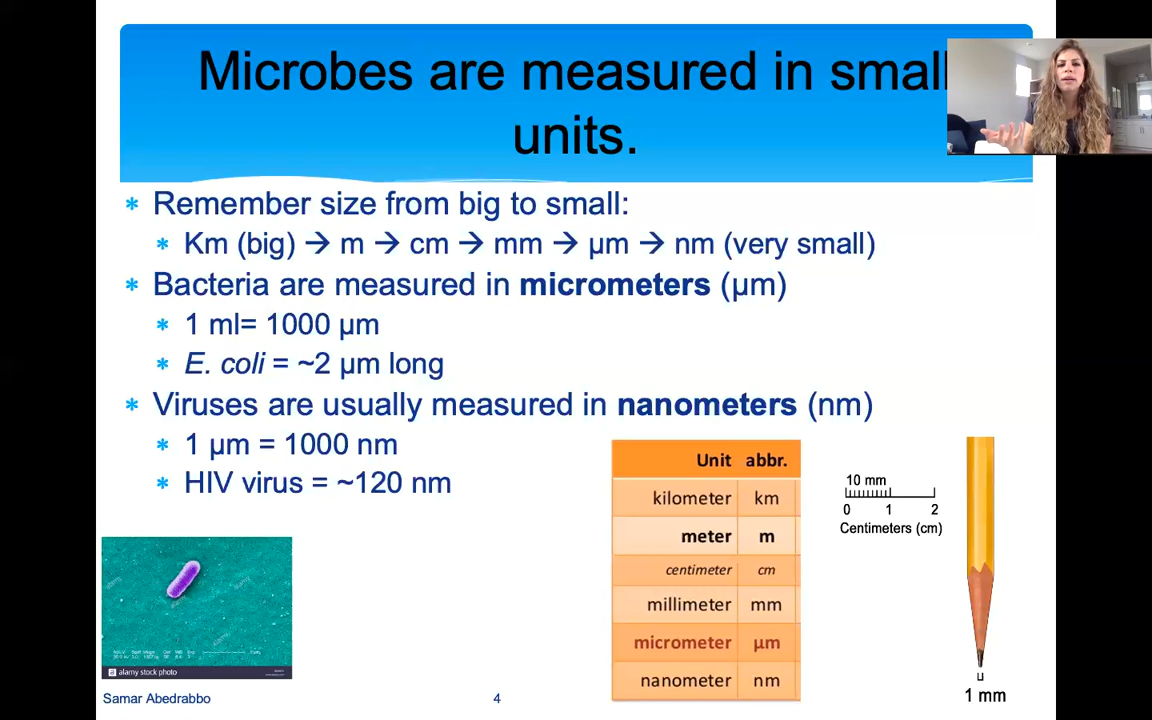 Microbes are measured in small
units.
* Remember size from big to small:
* Km (big) → m → cm → mm → µm → nm (very small)
* Bacteria are measured in micrometers (µm)
* 1 ml= 1000 µm
* E. coli = ~2 µm long
* Viruses are usually measured in nanometers (nm)
* 1 µm = 1000 nm
* HIV virus = ~120 nm
Unit abbr.
kilometer km
meter m
centimeter cm
millimeter mm
micrometer µm
nanometer nm
10 mm
0 1 2
Centimeters (cm)
1 mm
alamy stock photo
Samar Abedrabbo
4